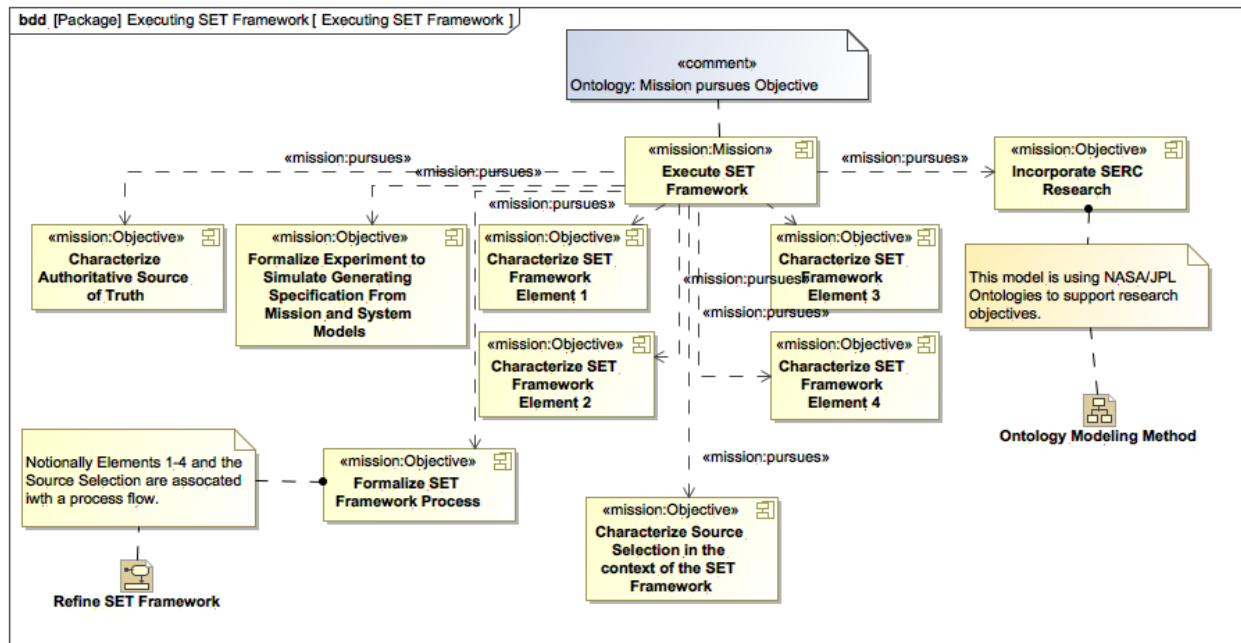 bdd [Package] Executing SET Framework [ Executing SET Framework ]
«comment»
Ontology: Mission pursues Objective
«mission:Mission»
Execute SET
Framework
«mission:pursues»
«mission:pursues»
«mission:pursues»
«mission:pursues»
«mission:Objective»
Incorporate SERC
Research
«mission:Objective»
Characterize
Authoritative Source
of Truth
«mission:Objective»
Formalize Experiment to
Simulate Generating
Specification From
Mission and System
Models
«mission:Objective»
Characterize SET
Framework
Element 1
«mission:Objective»
Characterize SET
Framework
Element 3
«mission:pursues»
«mission:pursues»
This model is using NASA/JPL
Ontologies to support research
objectives.
«mission:Objective»
Characterize SET
Framework
Element 2
«mission:Objective»
Characterize SET
Framework
Element 4
Ontology Modeling Method
Notionally Elements 1-4 and the
Source Selection are assocated
iwth a process flow.
«mission:Objective»
Formalize SET
Framework Process
«mission:pursues»
«mission:Objective»
Characterize Source
Selection in the
context of the SET
Framework
Refine SET Framework